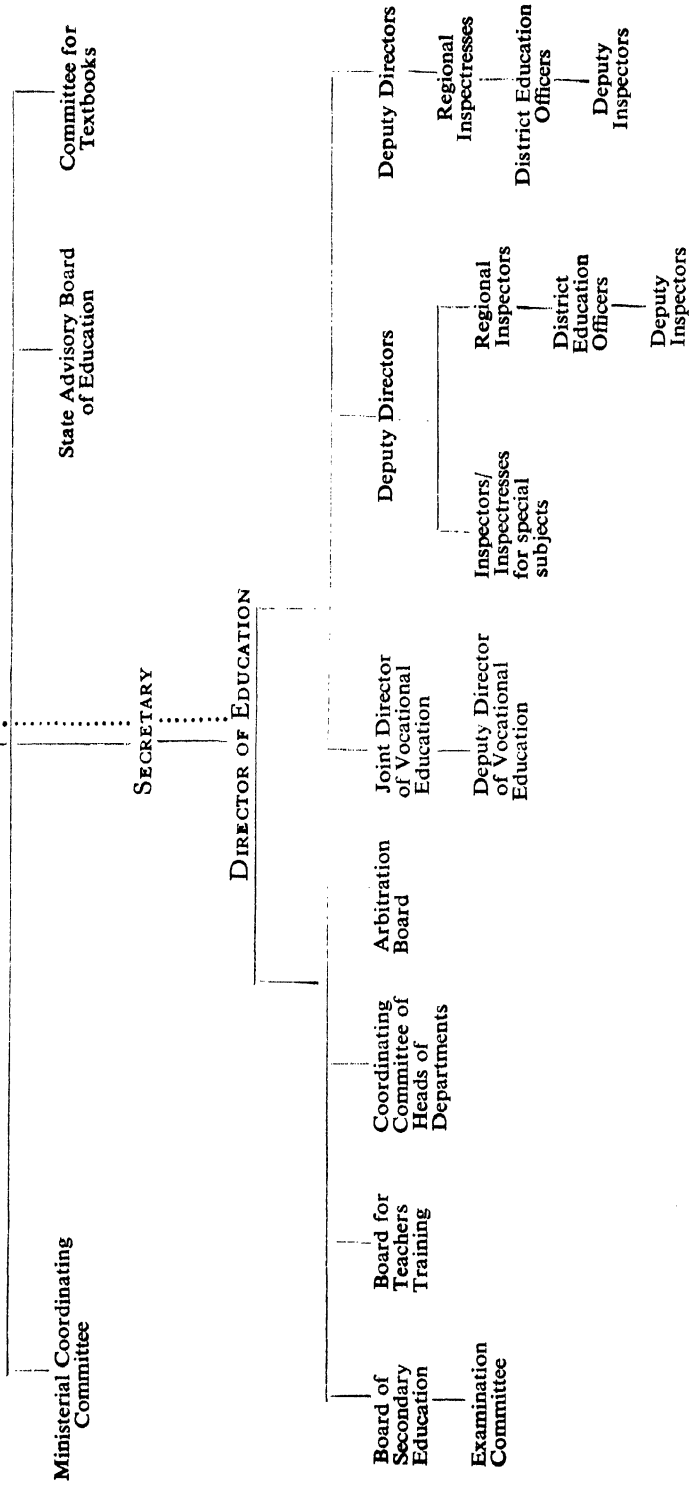 Ministerial Coordinating
Committee
State Advisory Board
of Education
Committee for
Textbooks
SECRETARY
DIRECTOR OF EDUCATION
Board of
Secondary
Education
Examination
Committee
Board for
Teachers
Training
Coordinating
Committee of
Heads of
Departments
Arbitration
Board
Joint Director
of Vocational
Education
Deputy Director
of Vocational
Education
Deputy Directors
Inspectors/
Inspectresses
for special
subjects
Regional
Inspectors
District
Education
Officers
Deputy
Inspectors
Deputy Directors
Regional
Inspectresses
District Education
Officers
Deputy
Inspectors